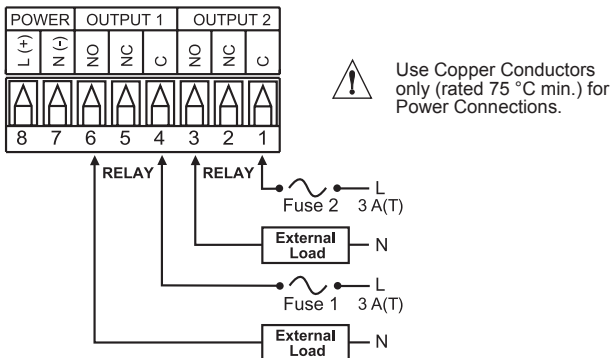 POWER OUTPUT 1 OUTPUT 2
L (+) N (-) NO NC C NO NC C
8 7 6 5 4 3 2 1
Use Copper Conductors
only (rated 75 °C min.) for
Power Connections.
RELAY RELAY
L
Fuse 2 3 A(T)
External
Load
N
L
Fuse 1 3 A(T)
External
Load
N